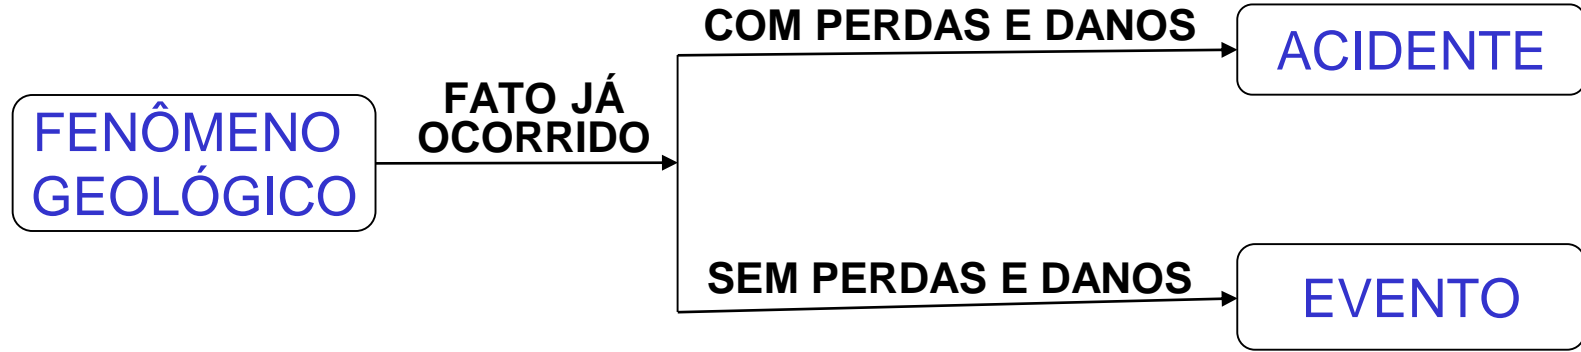 FENÔMENO
GEOLÓGICO
FATO JÁ
OCORRIDO
COM PERDAS E DANOS
ACIDENTE
SEM PERDAS E DANOS
EVENTO